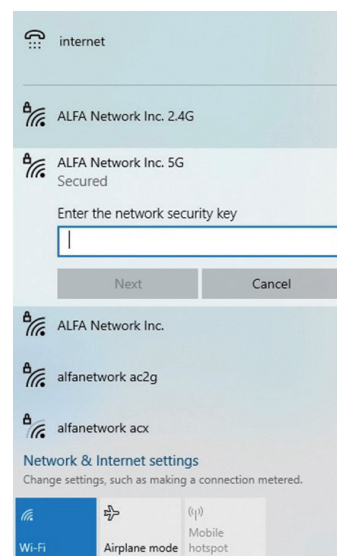 internet
ALFA Network Inc. 2.4G
ALFA Network Inc. 5G
Secured
Enter the network security key
Next
Cancel
ALFA Network Inc.
alfanetwork ac2g
alfanetwork acx
Network & Internet settings
Change settings, such as making a connection metered.
Wi-Fi
Airplane mode
Mobile
hotspot